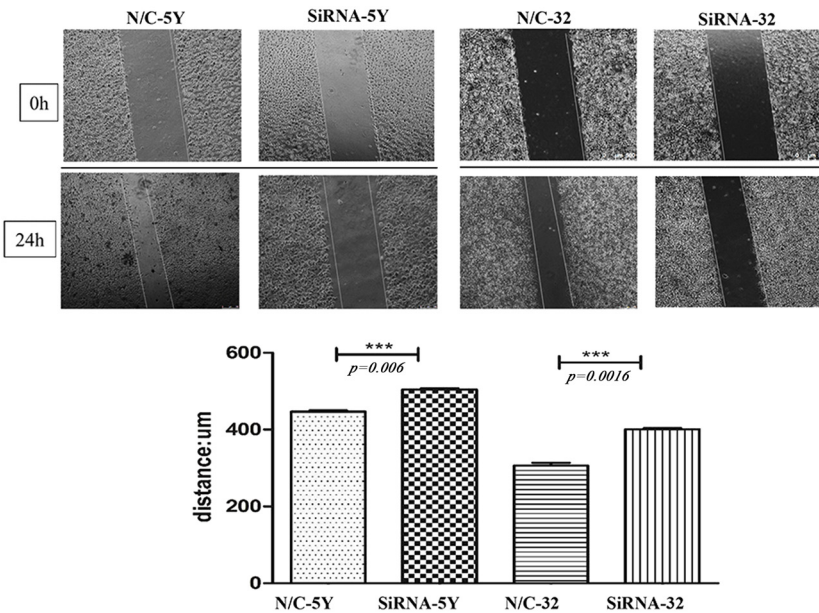 N/C-5Y SiRNA-5Y N/C-32 SiRNA-32
0h
24h
600
400
200
0
distance:um
***
p=0.006
***
p=0.0016
N/C-5Y SiRNA-5Y N/C-32 SiRNA-32